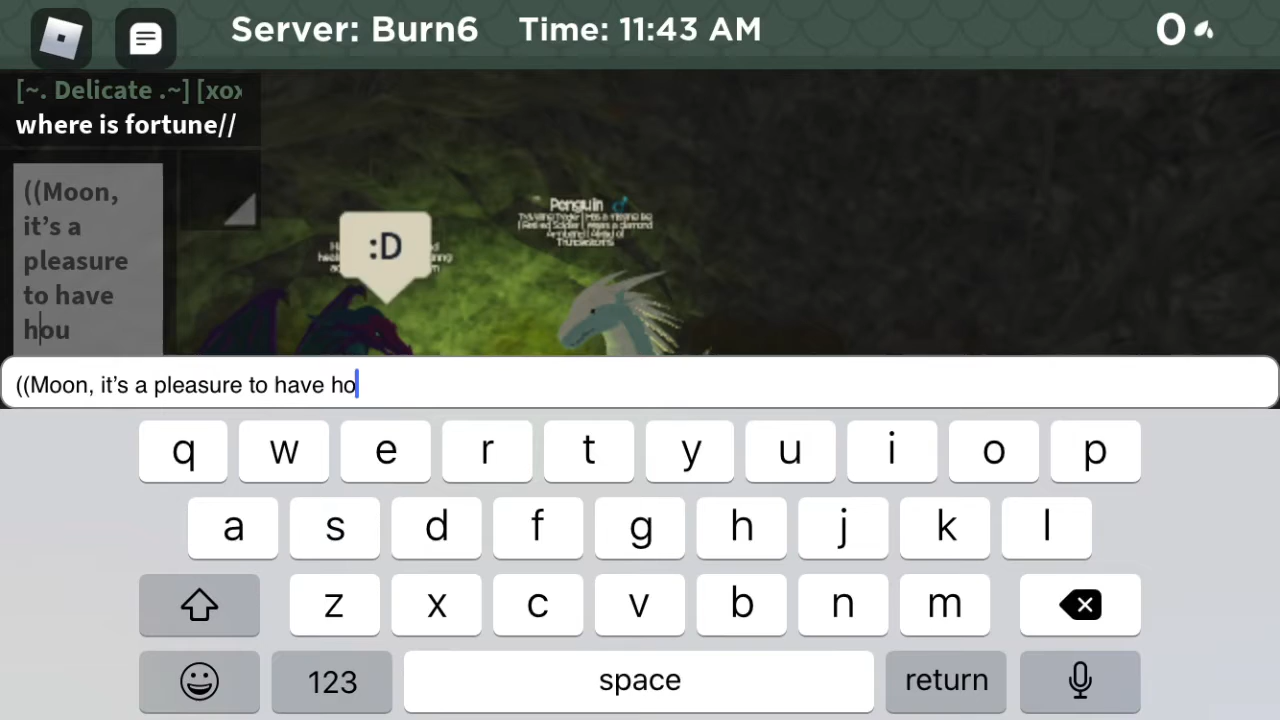 Server: Burn6 Time: 11:43 AM 0
[~. Delicate .~] [xox
where is fortune//
((Moon,
it’s a
pleasure
to have
hou
:D
Penguin
((Moon, it’s a pleasure to have ho
q w e r t y u i o p
a s d f g h j k l
z x c v b n m
123 space return